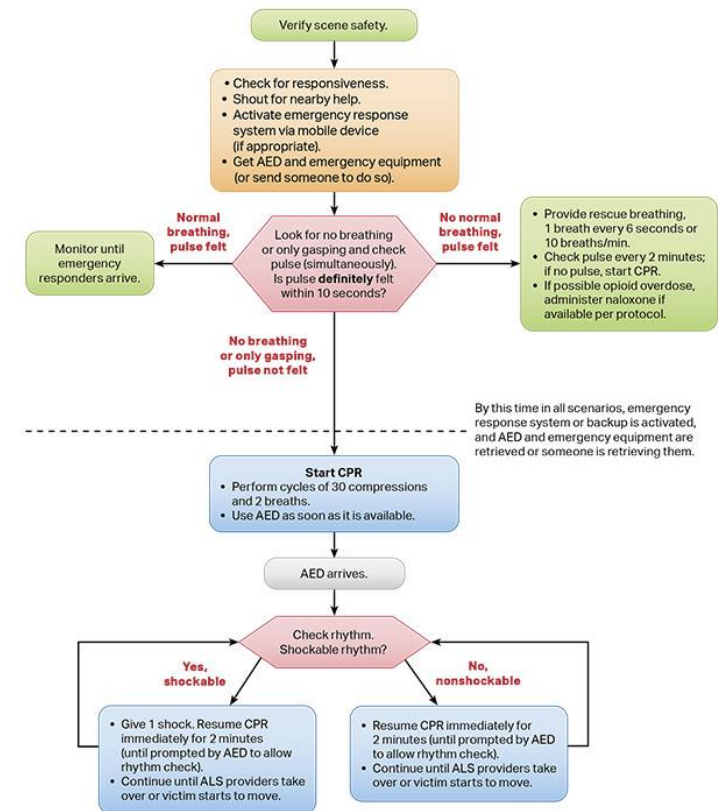 Verify scene safety.
• Check for responsiveness.
• Shout for nearby help.
• Activate emergency response
system via mobile device
(if appropriate).
• Get AED and emergency equipment
(or send someone to do so).
Normal
breathing,
pulse felt
No normal
breathing,
pulse felt
Monitor until
emergency
responders arrive.
Look for no breathing
or only gasping and check
pulse (simultaneously).
Is pulse definitely felt
within 10 seconds?
• Provide rescue breathing,
1 breath every 6 seconds or
10 breaths/min.
• Check pulse every 2 minutes;
if no pulse, start CPR.
• If possible opioid overdose,
administer naloxone if
available per protocol.
No breathing
or only gasping,
pulse not felt
By this time in all scenarios, emergency
response system or backup is activated,
and AED and emergency equipment are
retrieved or someone is retrieving them.
Start CPR
• Perform cycles of 30 compressions
and 2 breaths.
• Use AED as soon as it is available.
AED arrives.
Check rhythm.
Shockable rhythm?
Yes,
shockable
No,
nonshockable
• Give 1 shock. Resume CPR
immediately for 2 minutes
(until prompted by AED to allow
rhythm check).
• Continue until ALS providers take
over or victim starts to move.
• Resume CPR immediately for
2 minutes (until prompted by AED
to allow rhythm check).
• Continue until ALS providers take
over or victim starts to move.